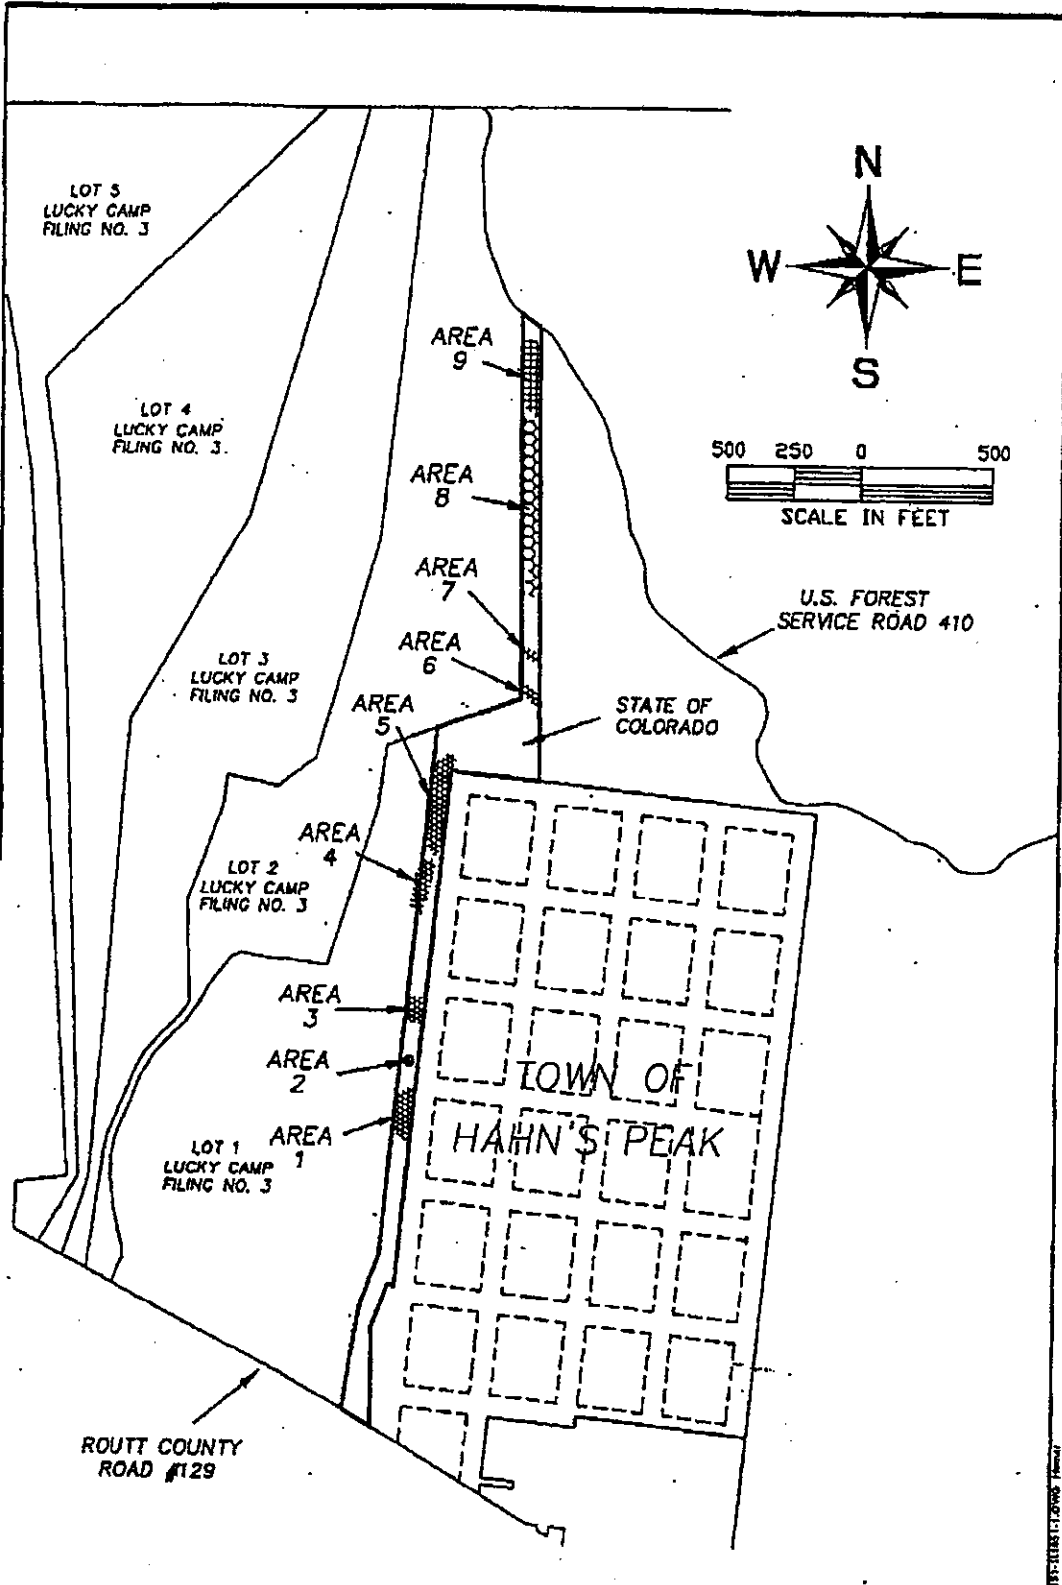 LOT 5
LUCKY CAMP
FILING NO. 3
N
W
E
S
AREA
9
LOT 4
LUCKY CAMP
FILING NO. 3.
500 250 0 500
SCALE IN FEET
AREA
8
AREA
7
U.S. FOREST
SERVICE ROAD 410
AREA
6
LOT 3
LUCKY CAMP
FILING NO. 3
AREA
5
STATE OF
COLORADO
AREA
4
LOT 2
LUCKY CAMP
FILING NO. 3
AREA
3
AREA
2
TOWN OF
HAHN'S PEAK
AREA
1
LOT 1
LUCKY CAMP
FILING NO. 3
ROUTT COUNTY
ROAD #129